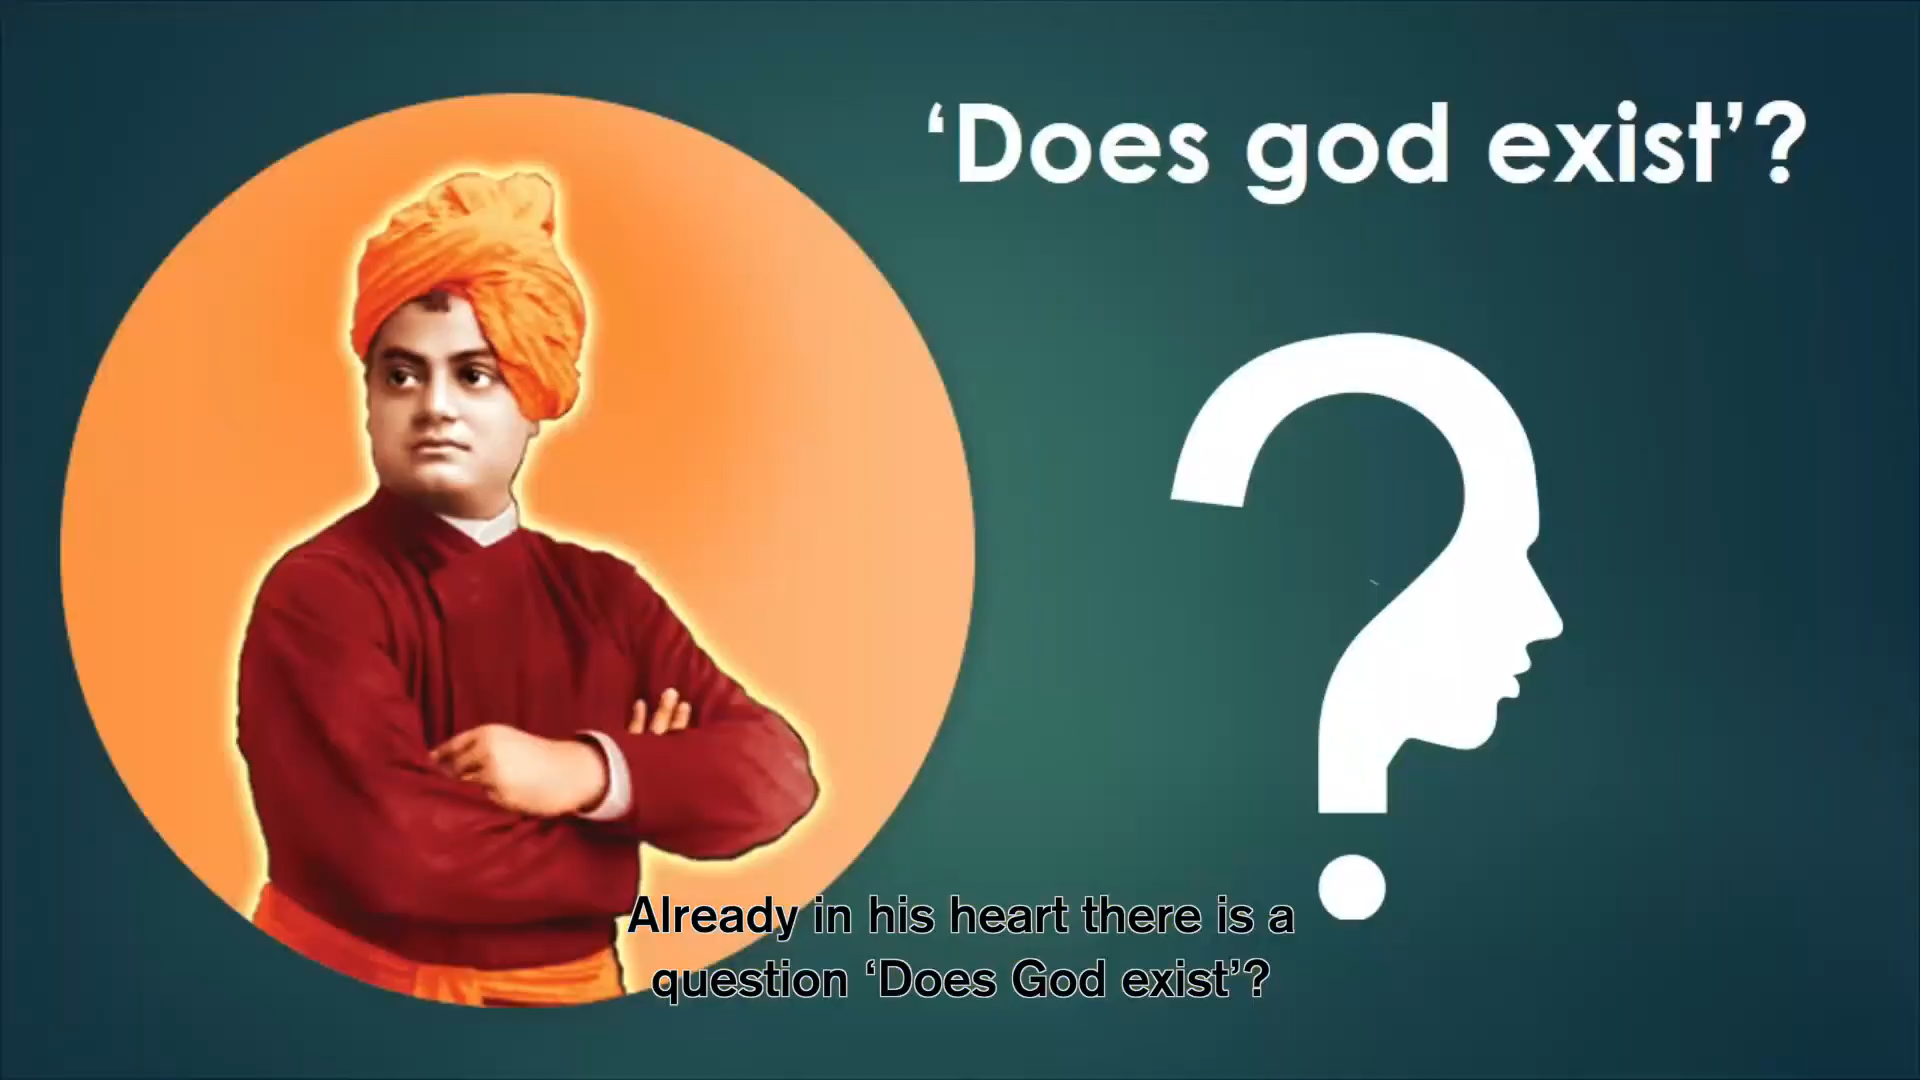 ‘Does god exist’?
Already in his heart there is a
question ‘Does God exist’?